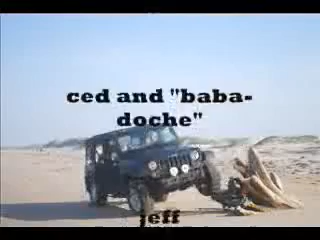 ced and "baba-
doche"
jeff